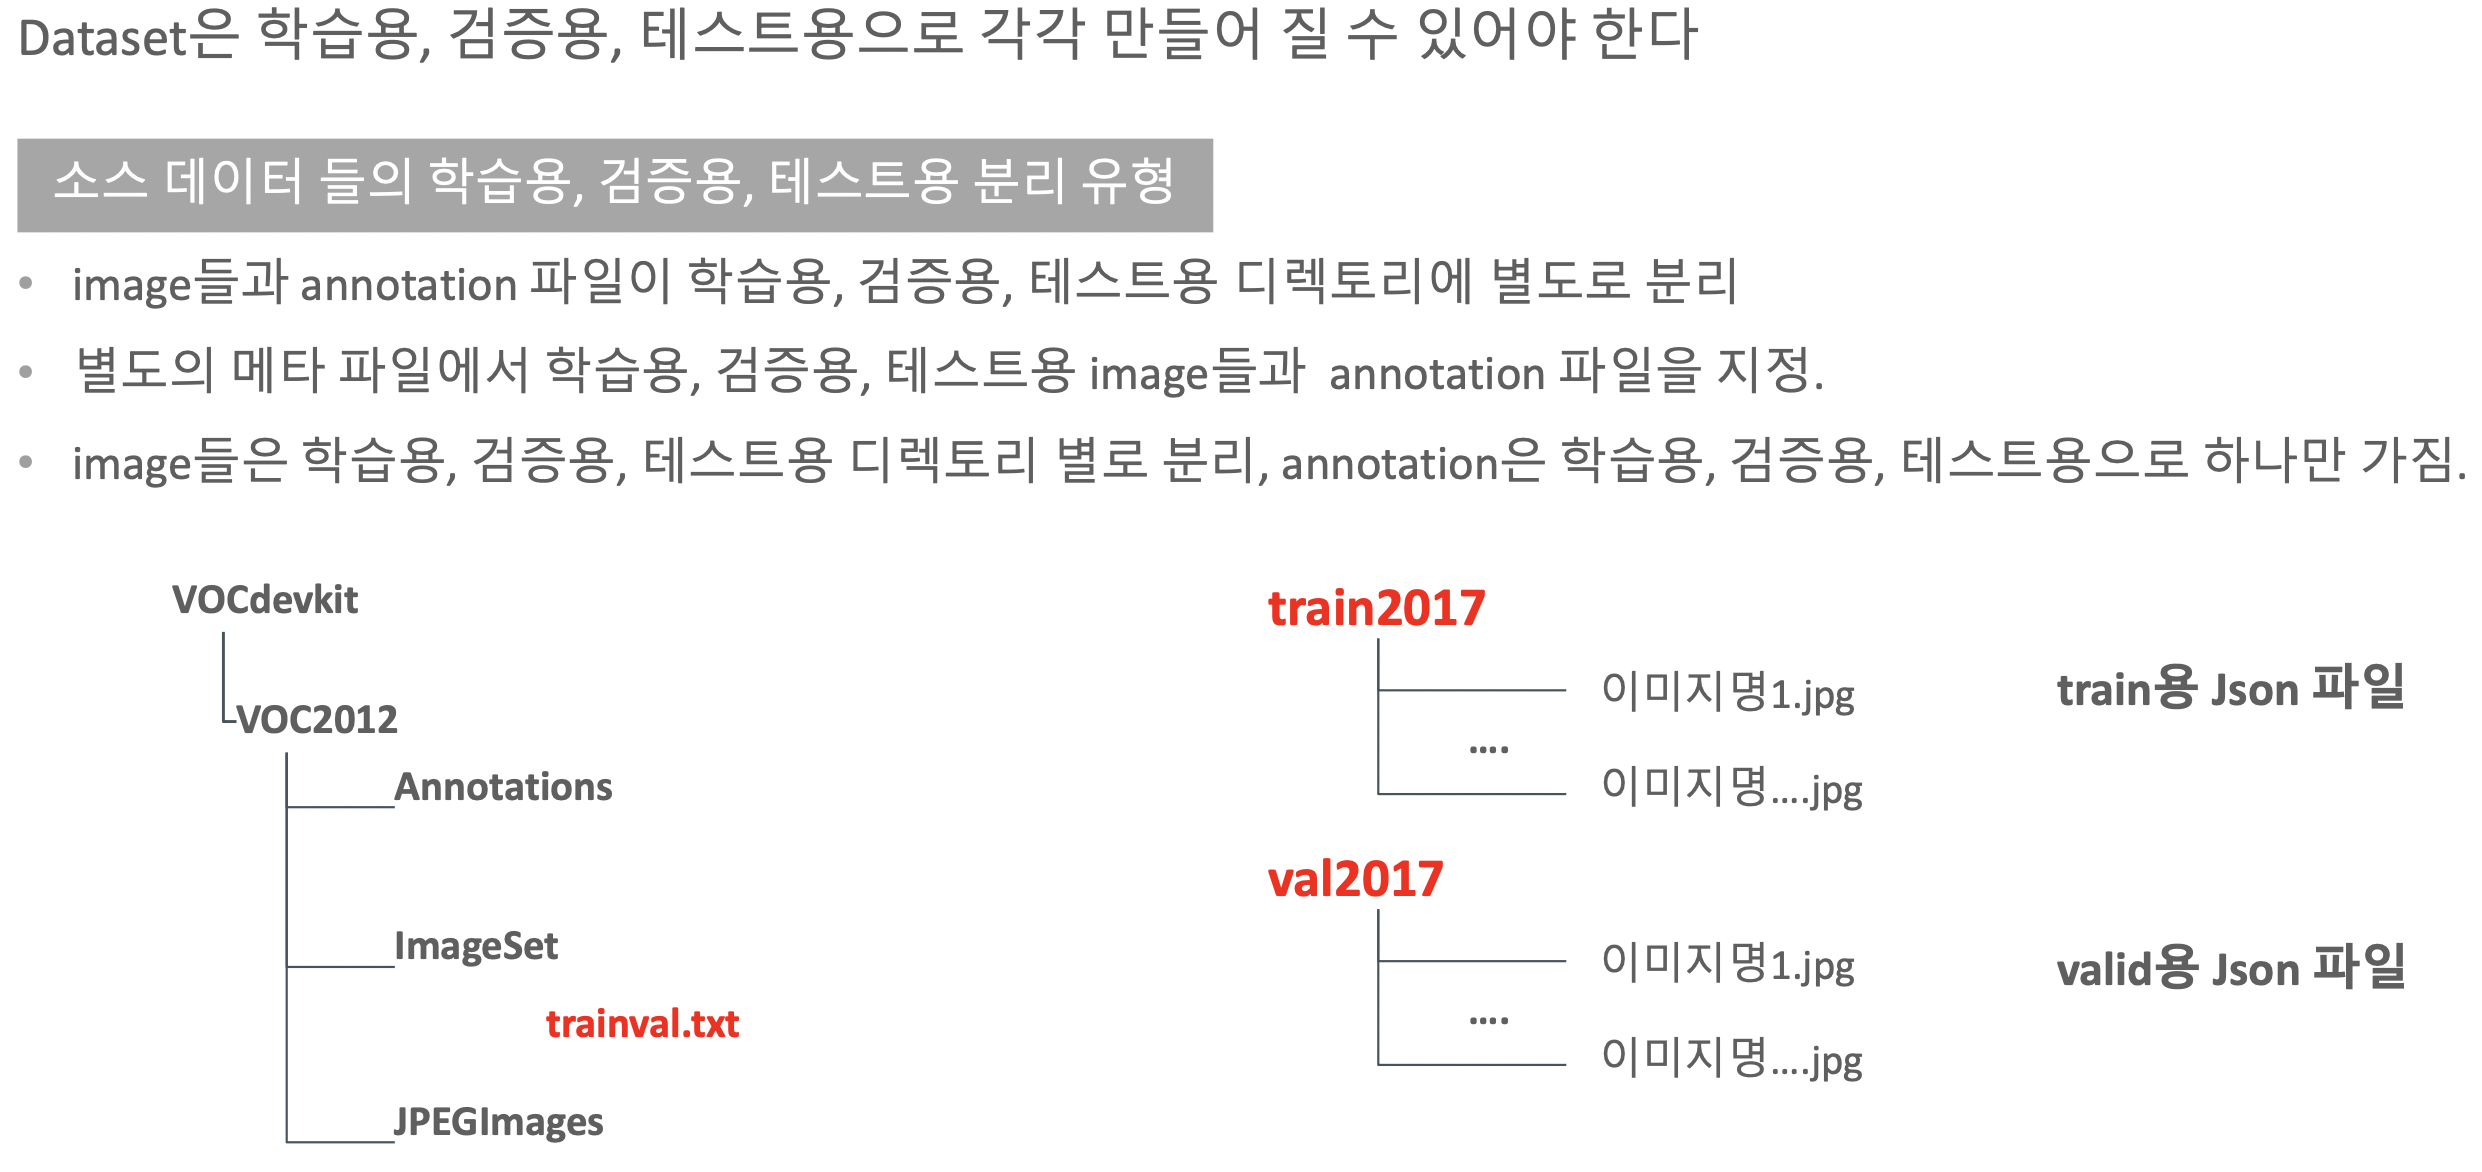 Dataset은 학습용, 검증용, 테스트용으로 각각 만들어 질 수 있어야 한다
소스 데이터 들의 학습용, 검증용, 테스트용 분리 유형
• image들과 annotation 파일이 학습용, 검증용, 테스트용 디렉토리에 별도로 분리
• 별도의 메타 파일에서 학습용, 검증용, 테스트용 image들과 annotation 파일을 지정.
• image들은 학습용, 검증용, 테스트용 디렉토리 별로 분리, annotation은 학습용, 검증용, 테스트용으로 하나만 가짐.
VOCdevkit
VOC2012
Annotations
ImageSet
trainval.txt
JPEGImages
train2017
이미지명1.jpg
....
이미지명....jpg
train용 Json 파일
val2017
이미지명1.jpg
....
이미지명....jpg
valid용 Json 파일